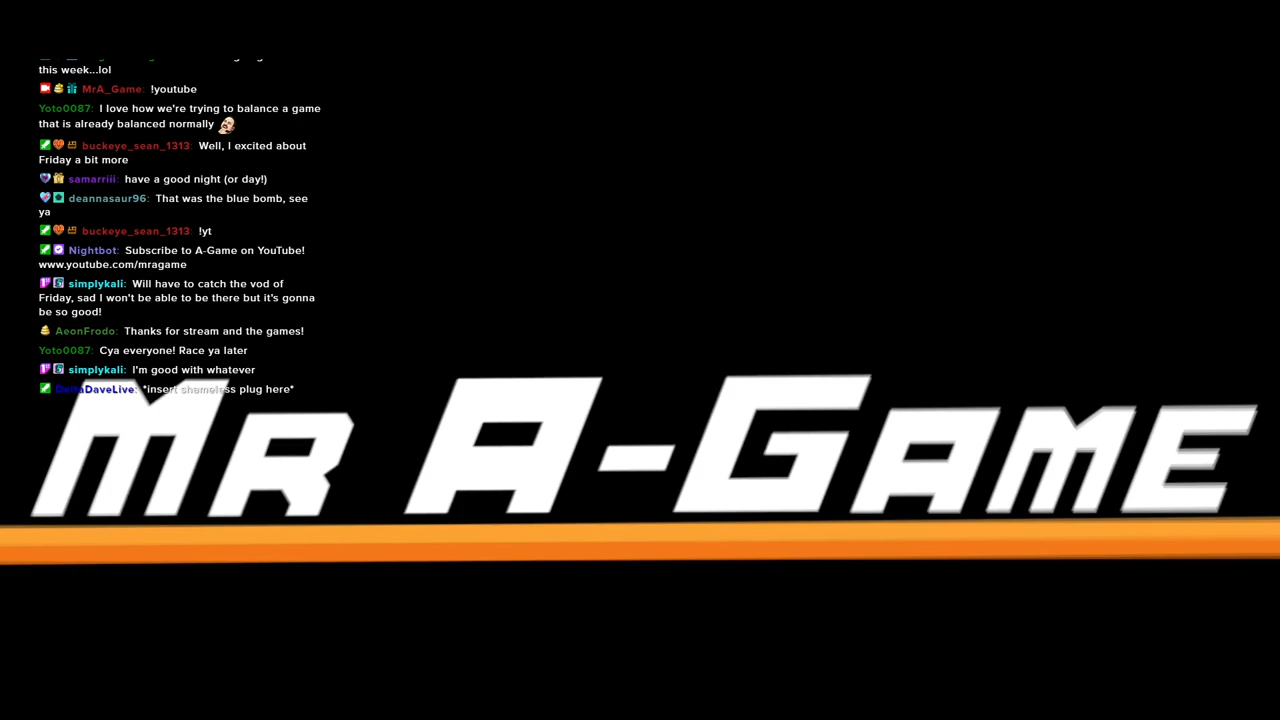 this week...lol
MrA_Game: !youtube
Yoto0087: I love how we're trying to balance a game
that is already balanced normally
buckeye_sean_1313: Well, I excited about
Friday a bit more
samarriii: have a good night (or day!)
deannasaur96: That was the blue bomb, see
ya
buckeye_sean_1313: !yt
Nightbot: Subscribe to A-Game on YouTube!
www.youtube.com/mragame
simplykali: Will have to catch the vod of
Friday, sad I won't be able to be there but it's gonna
be so good!
AeonFrodo: Thanks for stream and the games!
Yoto0087: Cya everyone! Race ya later
simplykali: I'm good with whatever
DeltaDaveLive: *insert shameless plug here*
Mr A-Game